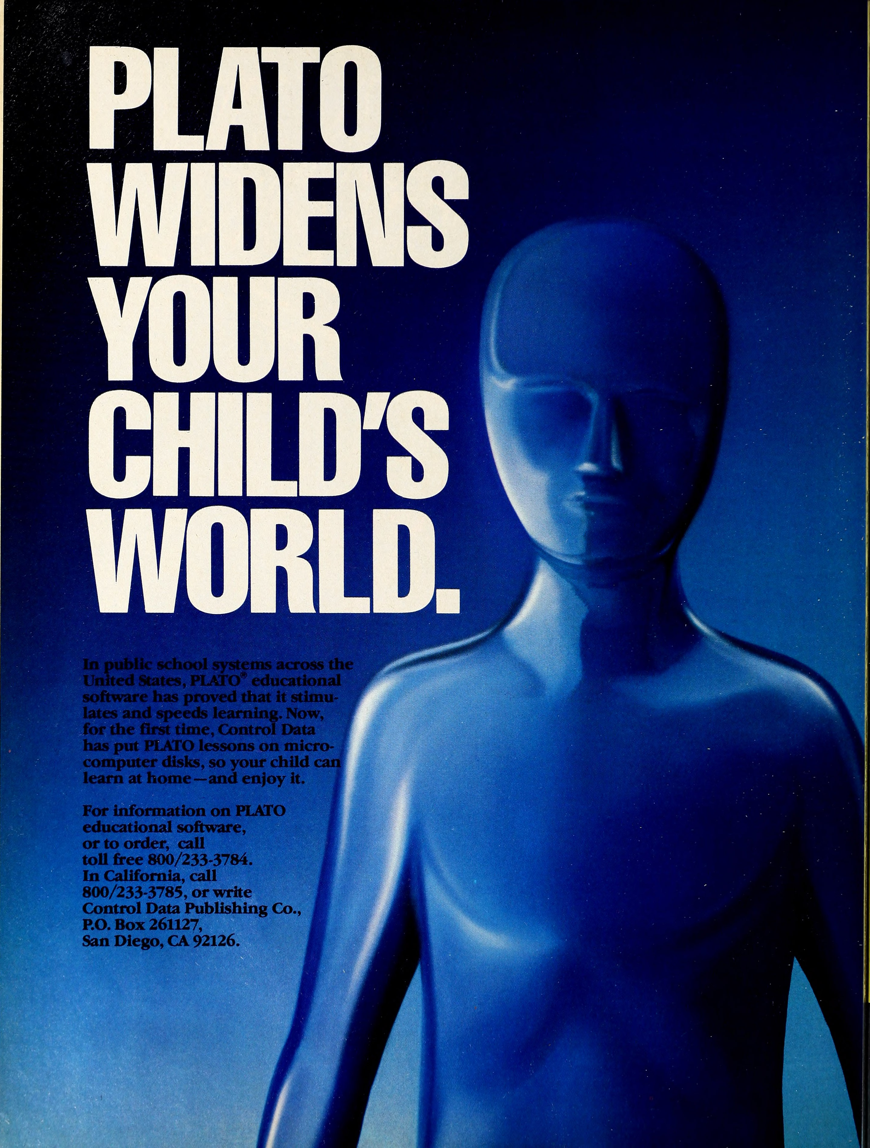 PLATO
WIDENS
YOUR
CHILD'S
WORLD.
In public school systems across the
United States, PLATO® educational
software has proved that it stimu-
lates and speeds learning. Now,
for the first time, Control Data
has put PLATO lessons on micro-
computer disks, so your child can
learn at home—and enjoy it.
For information on PLATO
educational software,
or to order, call
toll free 800/233-3784.
In California, call
800/233-3785, or write
Control Data Publishing Co.,
P.O. Box 261127,
San Diego, CA 92126.